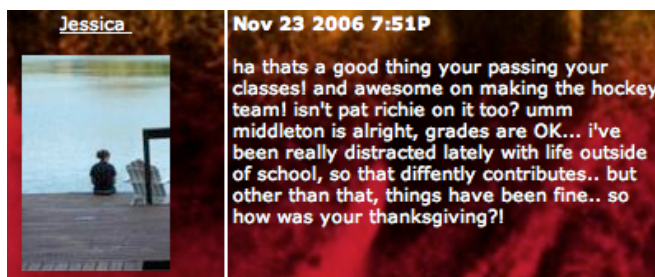 Jessica
Nov 23 2006 7:51P
ha thats a good thing your passing your
classes! and awesome on making the hockey
team! isn't pat richie on it too? umm
middleton is alright, grades are OK... i've
been really distracted lately with life outside
of school, so that diffently contributes.. but
other than that, things have been fine.. so
how was your thanksgiving?!